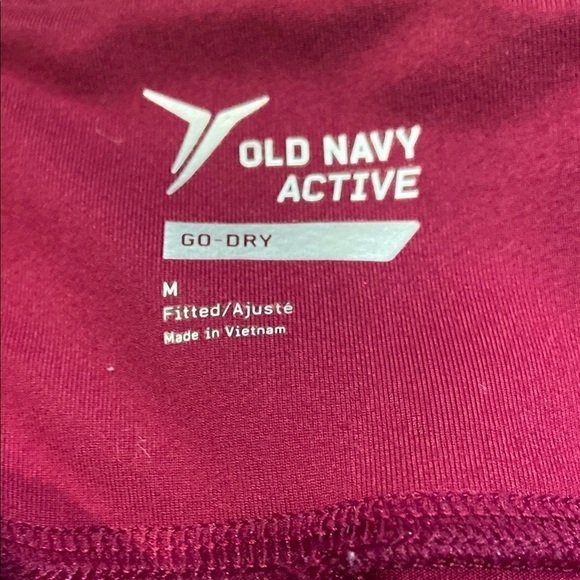 OLD NAVY
ACTIVE
GO-DRY
M
Fitted/Ajusté
Made in Vietnam